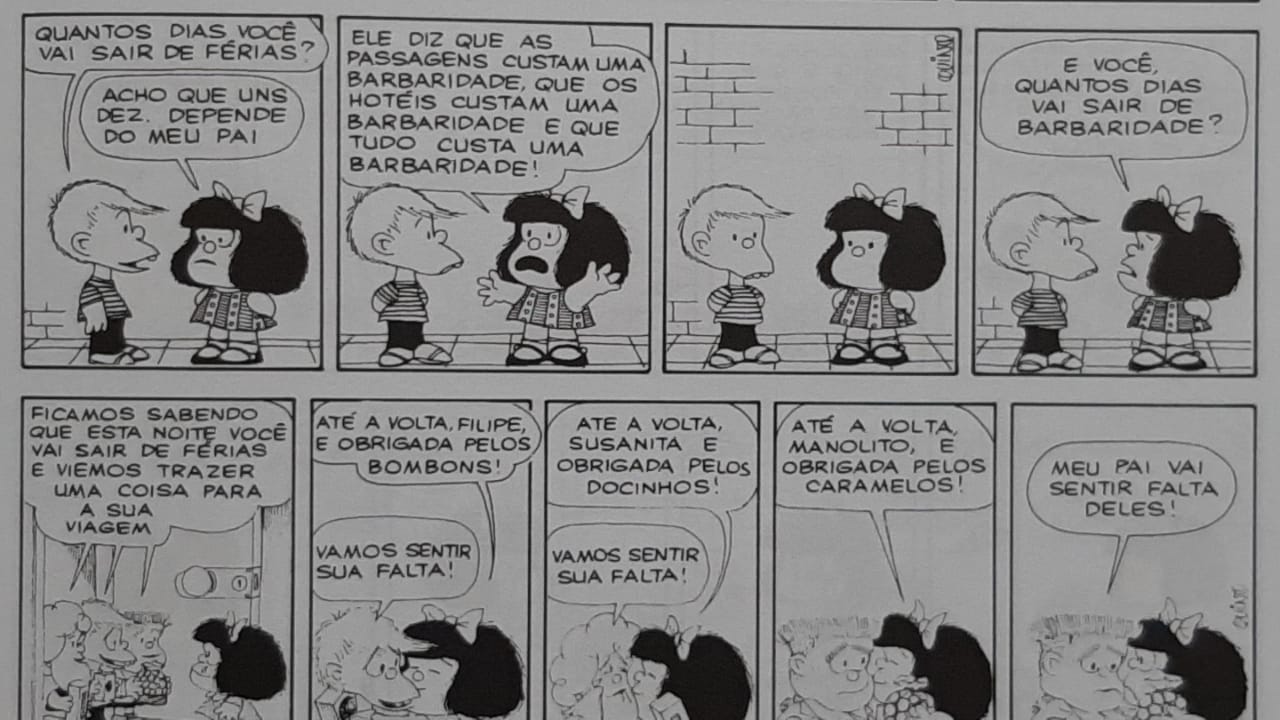 QUANTOS DIAS VOCÊ
VAI SAIR DE FÉRIAS?
ACHO QUE UNS
DEZ. DEPENDE
DO MEU PAI
ELE DIZ QUE AS
PASSAGENS CUSTAM UMA
BARBARIDADE, QUE OS
HOTÉIS CUSTAM UMA
BARBARIDADE E QUE
TUDO CUSTA UMA
BARBARIDADE!
QUINO
E VOCÊ,
QUANTOS DIAS
VAI SAIR DE
BARBARIDADE?
FICAMOS SABENDO
QUE ESTA NOITE VOCÊ
VAI SAIR DE FÉRIAS
E VIEMOS TRAZER
UMA COISA PARA
A SUA
VIAGEM
ATÉ A VOLTA, FILIPE,
E OBRIGADA PELOS
BOMBONS!
VAMOS SENTIR
SUA FALTA!
ATE A VOLTA,
SUSANITA E
OBRIGADA PELOS
DOCINHOS!
VAMOS SENTIR
SUA FALTA!
ATÉ A VOLTA,
MANOLITO, E
OBRIGADA PELOS
CARAMELOS!
MEU PAI VAI
SENTIR FALTA
DELES!
QUINO